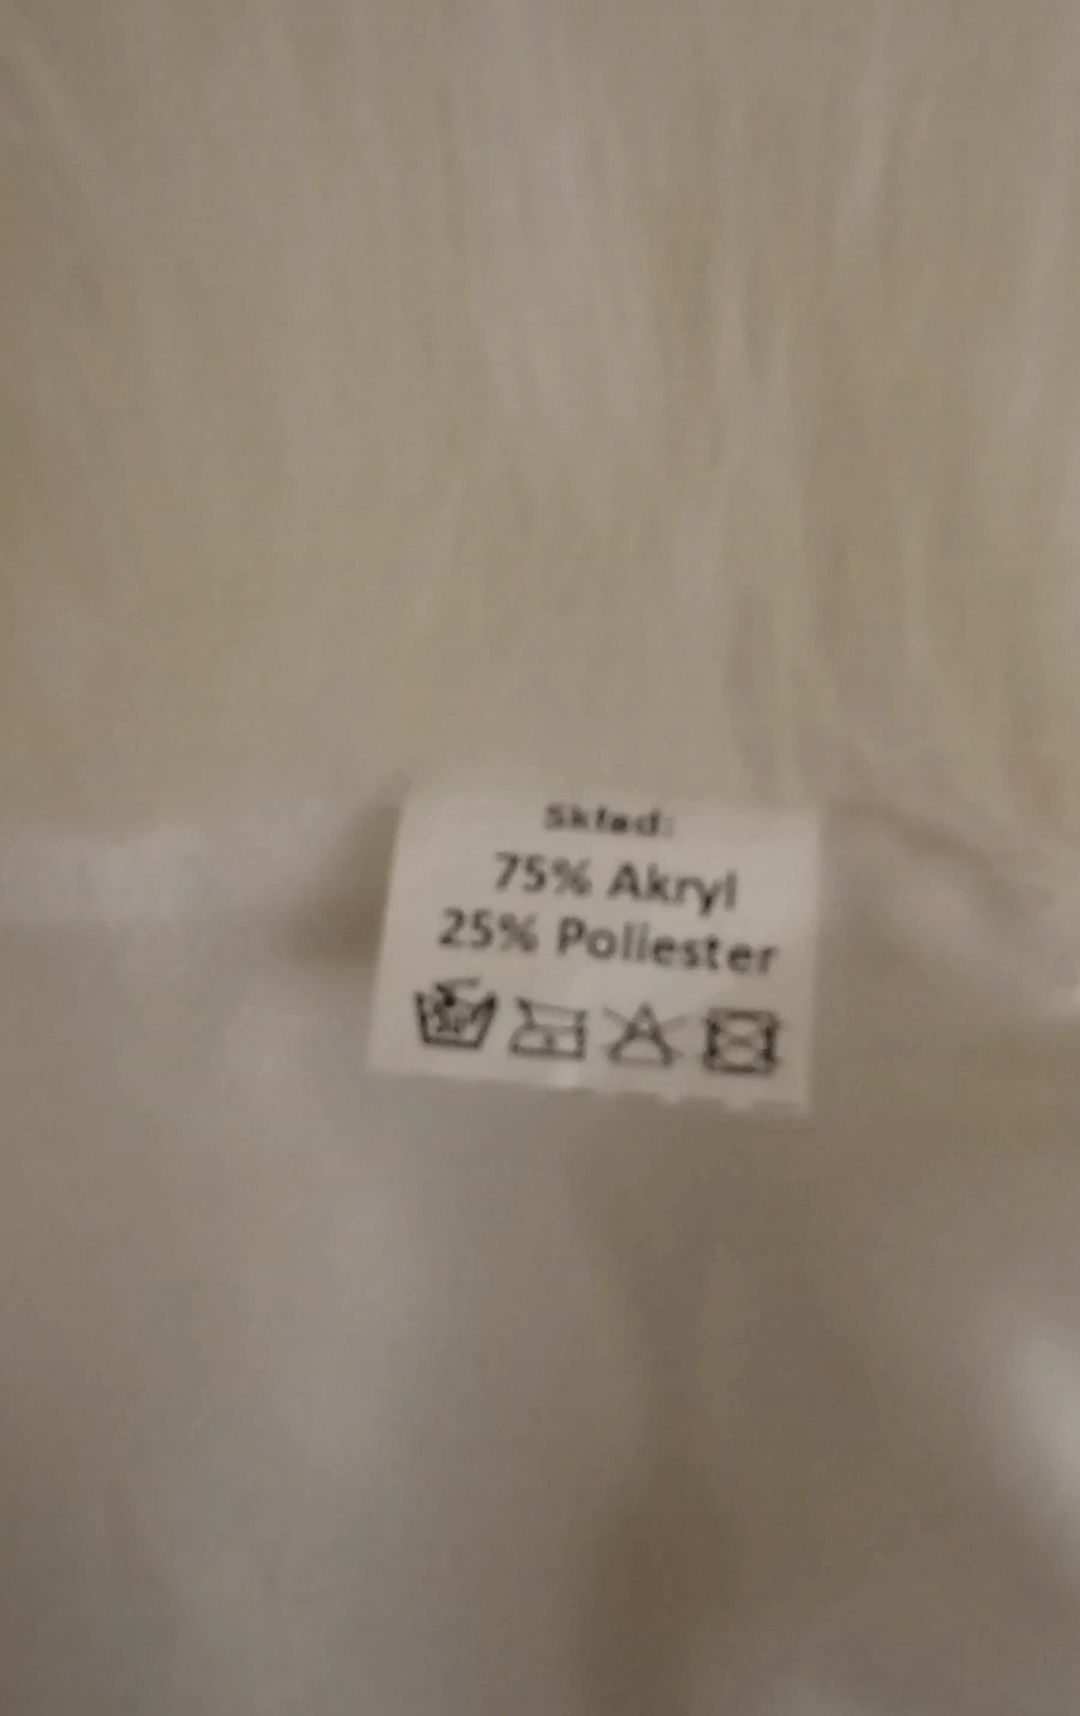 Skład:
75% Akryl
25% Poliester